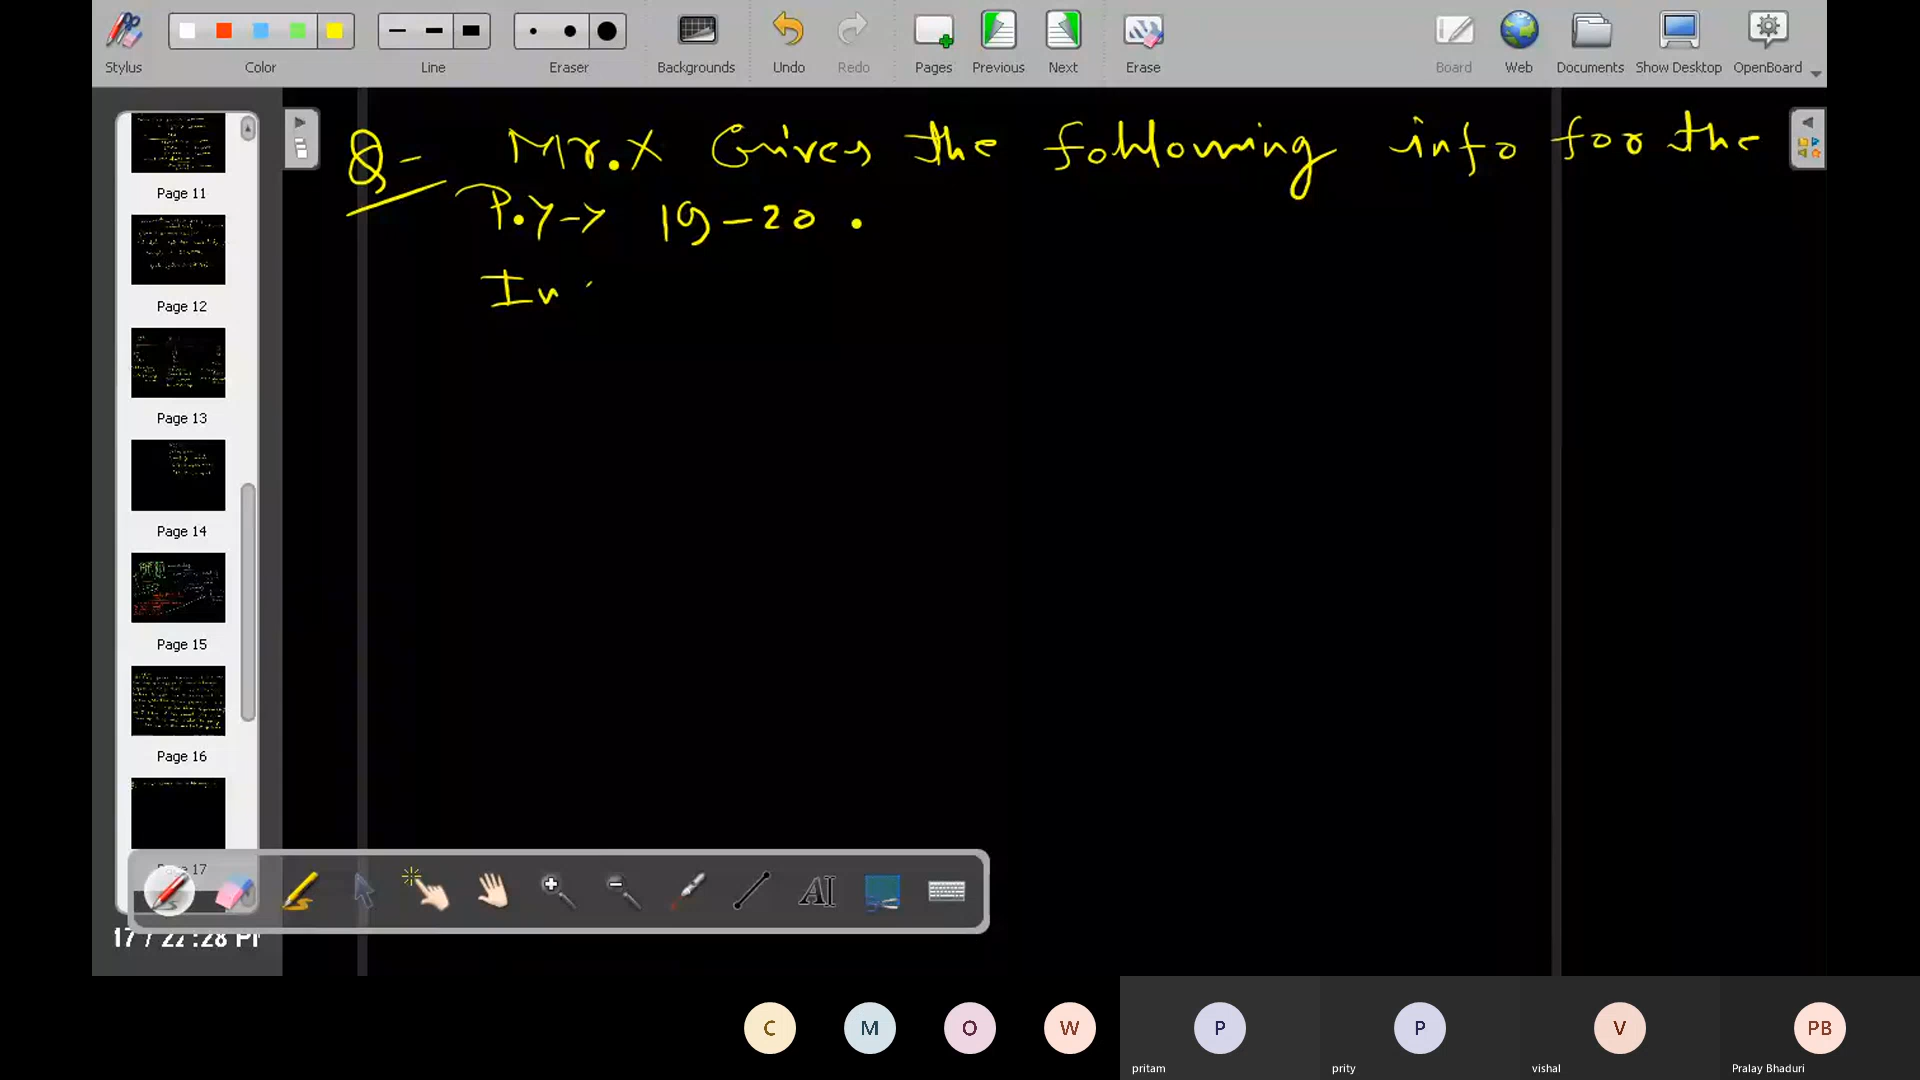 Stylus
Color
Line
Eraser
Backgrounds
Undo
Redo
Pages
Previous
Next
Erase
Board
Web
Documents
Show Desktop
OpenBoard
Page 11
Page 12
Page 13
Page 14
Page 15
Page 16
Q- Mr. X Gives the following info for the
P.Y-> 19-20 .
In
C
M
O
W
P
P
V
PB
pritam
prity
vishal
Pralay Bhaduri